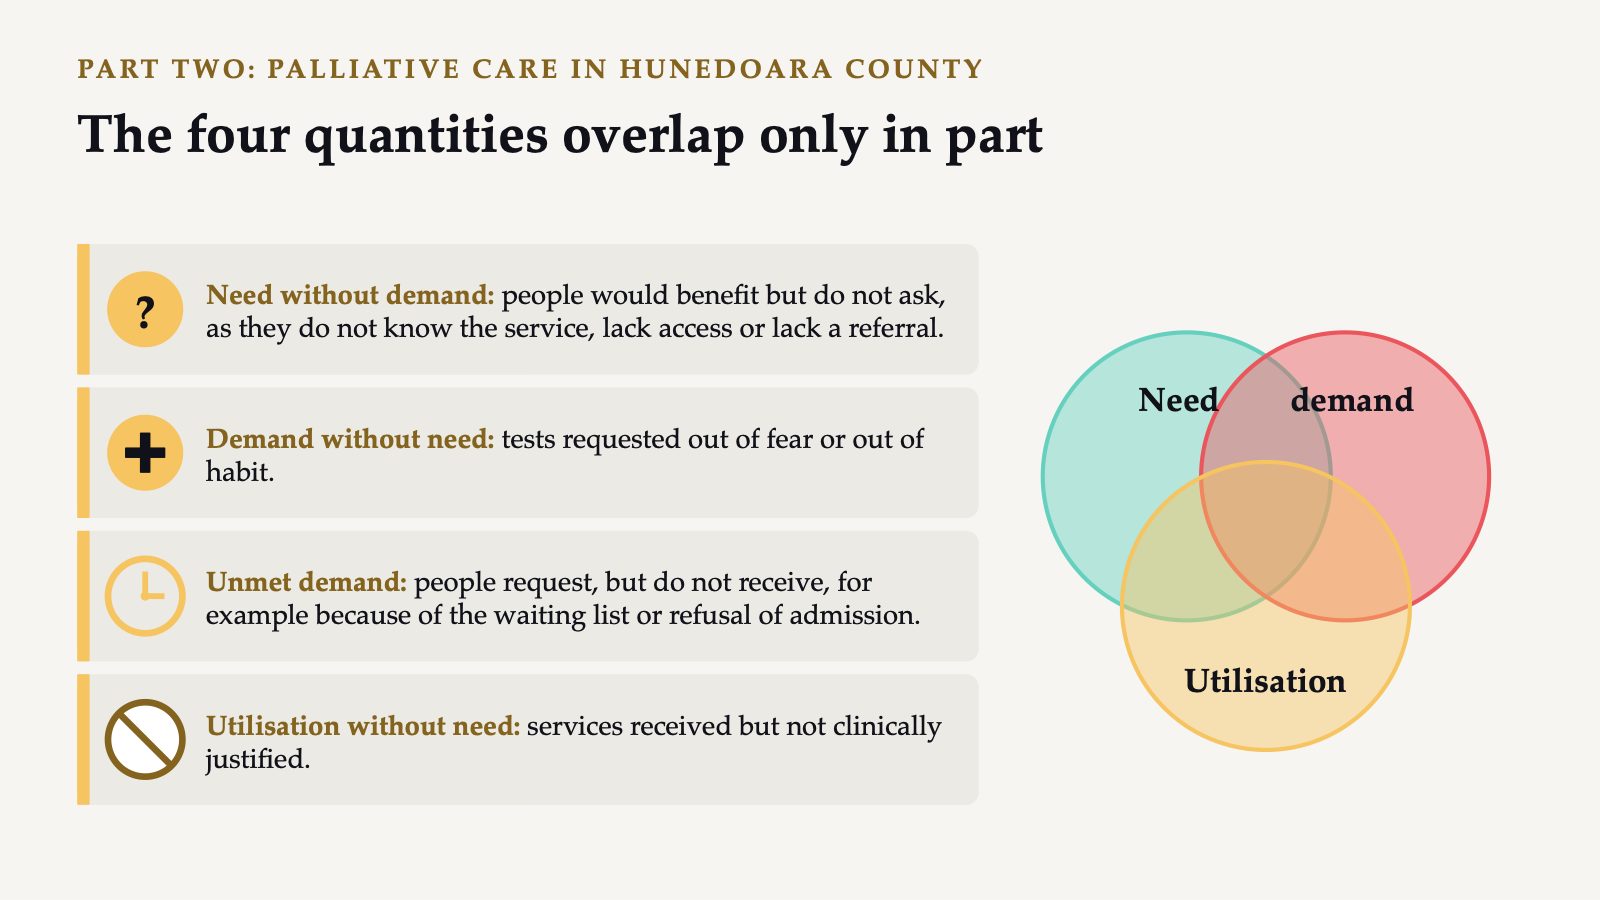 PART TWO: PALLIATIVE CARE IN HUNEDOARA COUNTY
The four quantities overlap only in part
?
Need without demand: people would benefit but do not ask,
as they do not know the service, lack access or lack a referral.
Demand without need: tests requested out of fear or out of
habit.
Unmet demand: people request, but do not receive, for
example because of the waiting list or refusal of admission.
Utilisation without need: services received but not clinically
justified.
Need
demand
Utilisation